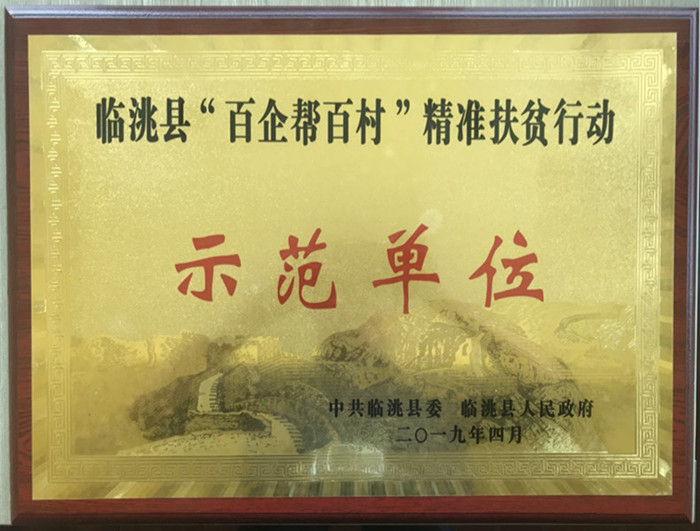 临洮县“百企帮百村”精准扶贫行动
示范单位
中共临洮县委 临洮县人民政府
二〇一九年四月